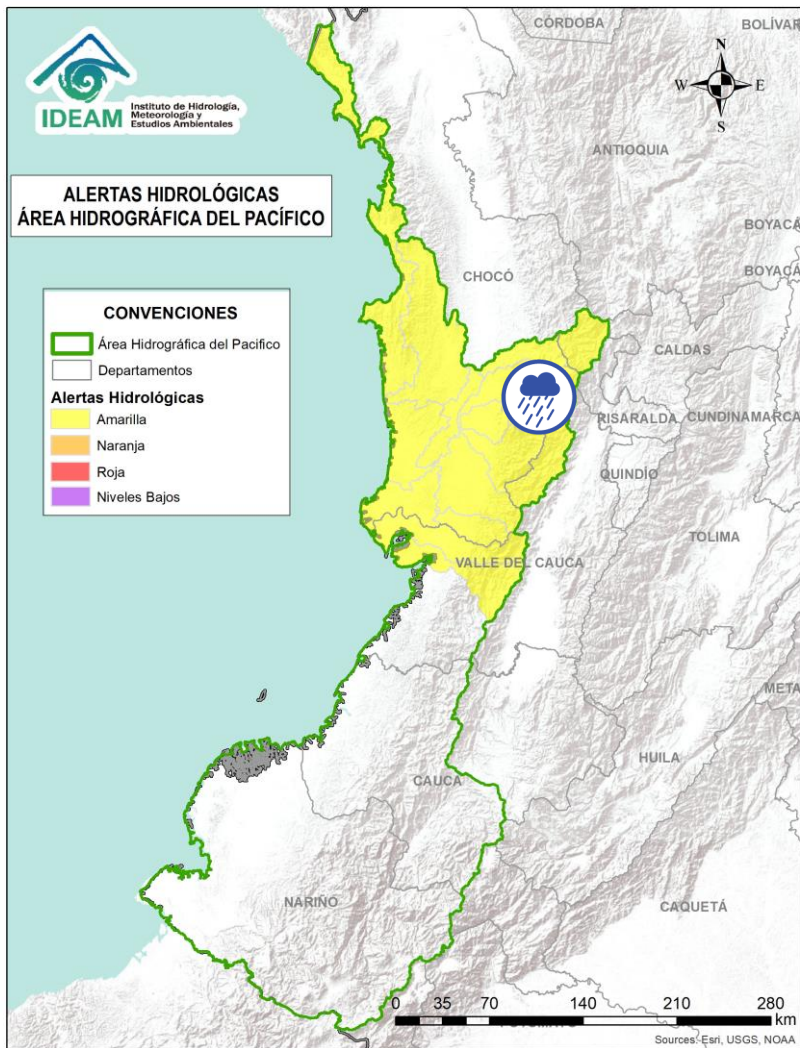 IDEAM
Instituto de Hidrología,
Meteorología y
Estudios Ambientales
ALERTAS HIDROLÓGICAS
ÁREA HIDROGRÁFICA DEL PACÍFICO
CONVENCIONES
Área Hidrográfica del Pacifico
Departamentos
Alertas Hidrológicas
Amarilla
Naranja
Roja
Niveles Bajos
CÓRDOBA
BOLÍVAR
N
W
E
S
ANTIOQUIA
BOYACÁ
CHOCÓ
BOYACÁ
CALDAS
RISARALDA
CUNDINAMARCA
QUINDÍO
TOLIMA
VALLE DEL CAUCA
META
HUILA
CAUCA
NARIÑO
CAQUETÁ
0 35 70 140 210 280
km
Sources: Esri, USGS, NOAA